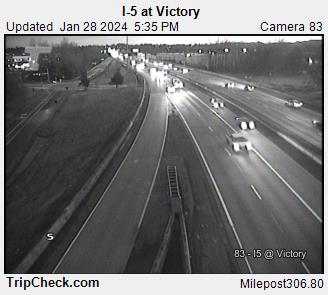 I-5 at Victory
Updated Jan 28 2024 5:35 PM Camera 83
S
83 - I5 @ Victory
TripCheck.com Milepost306.80